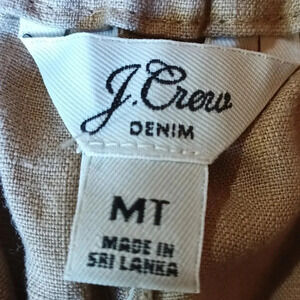 J.Crew
DENIM
MT
MADE IN
SRI LANKA